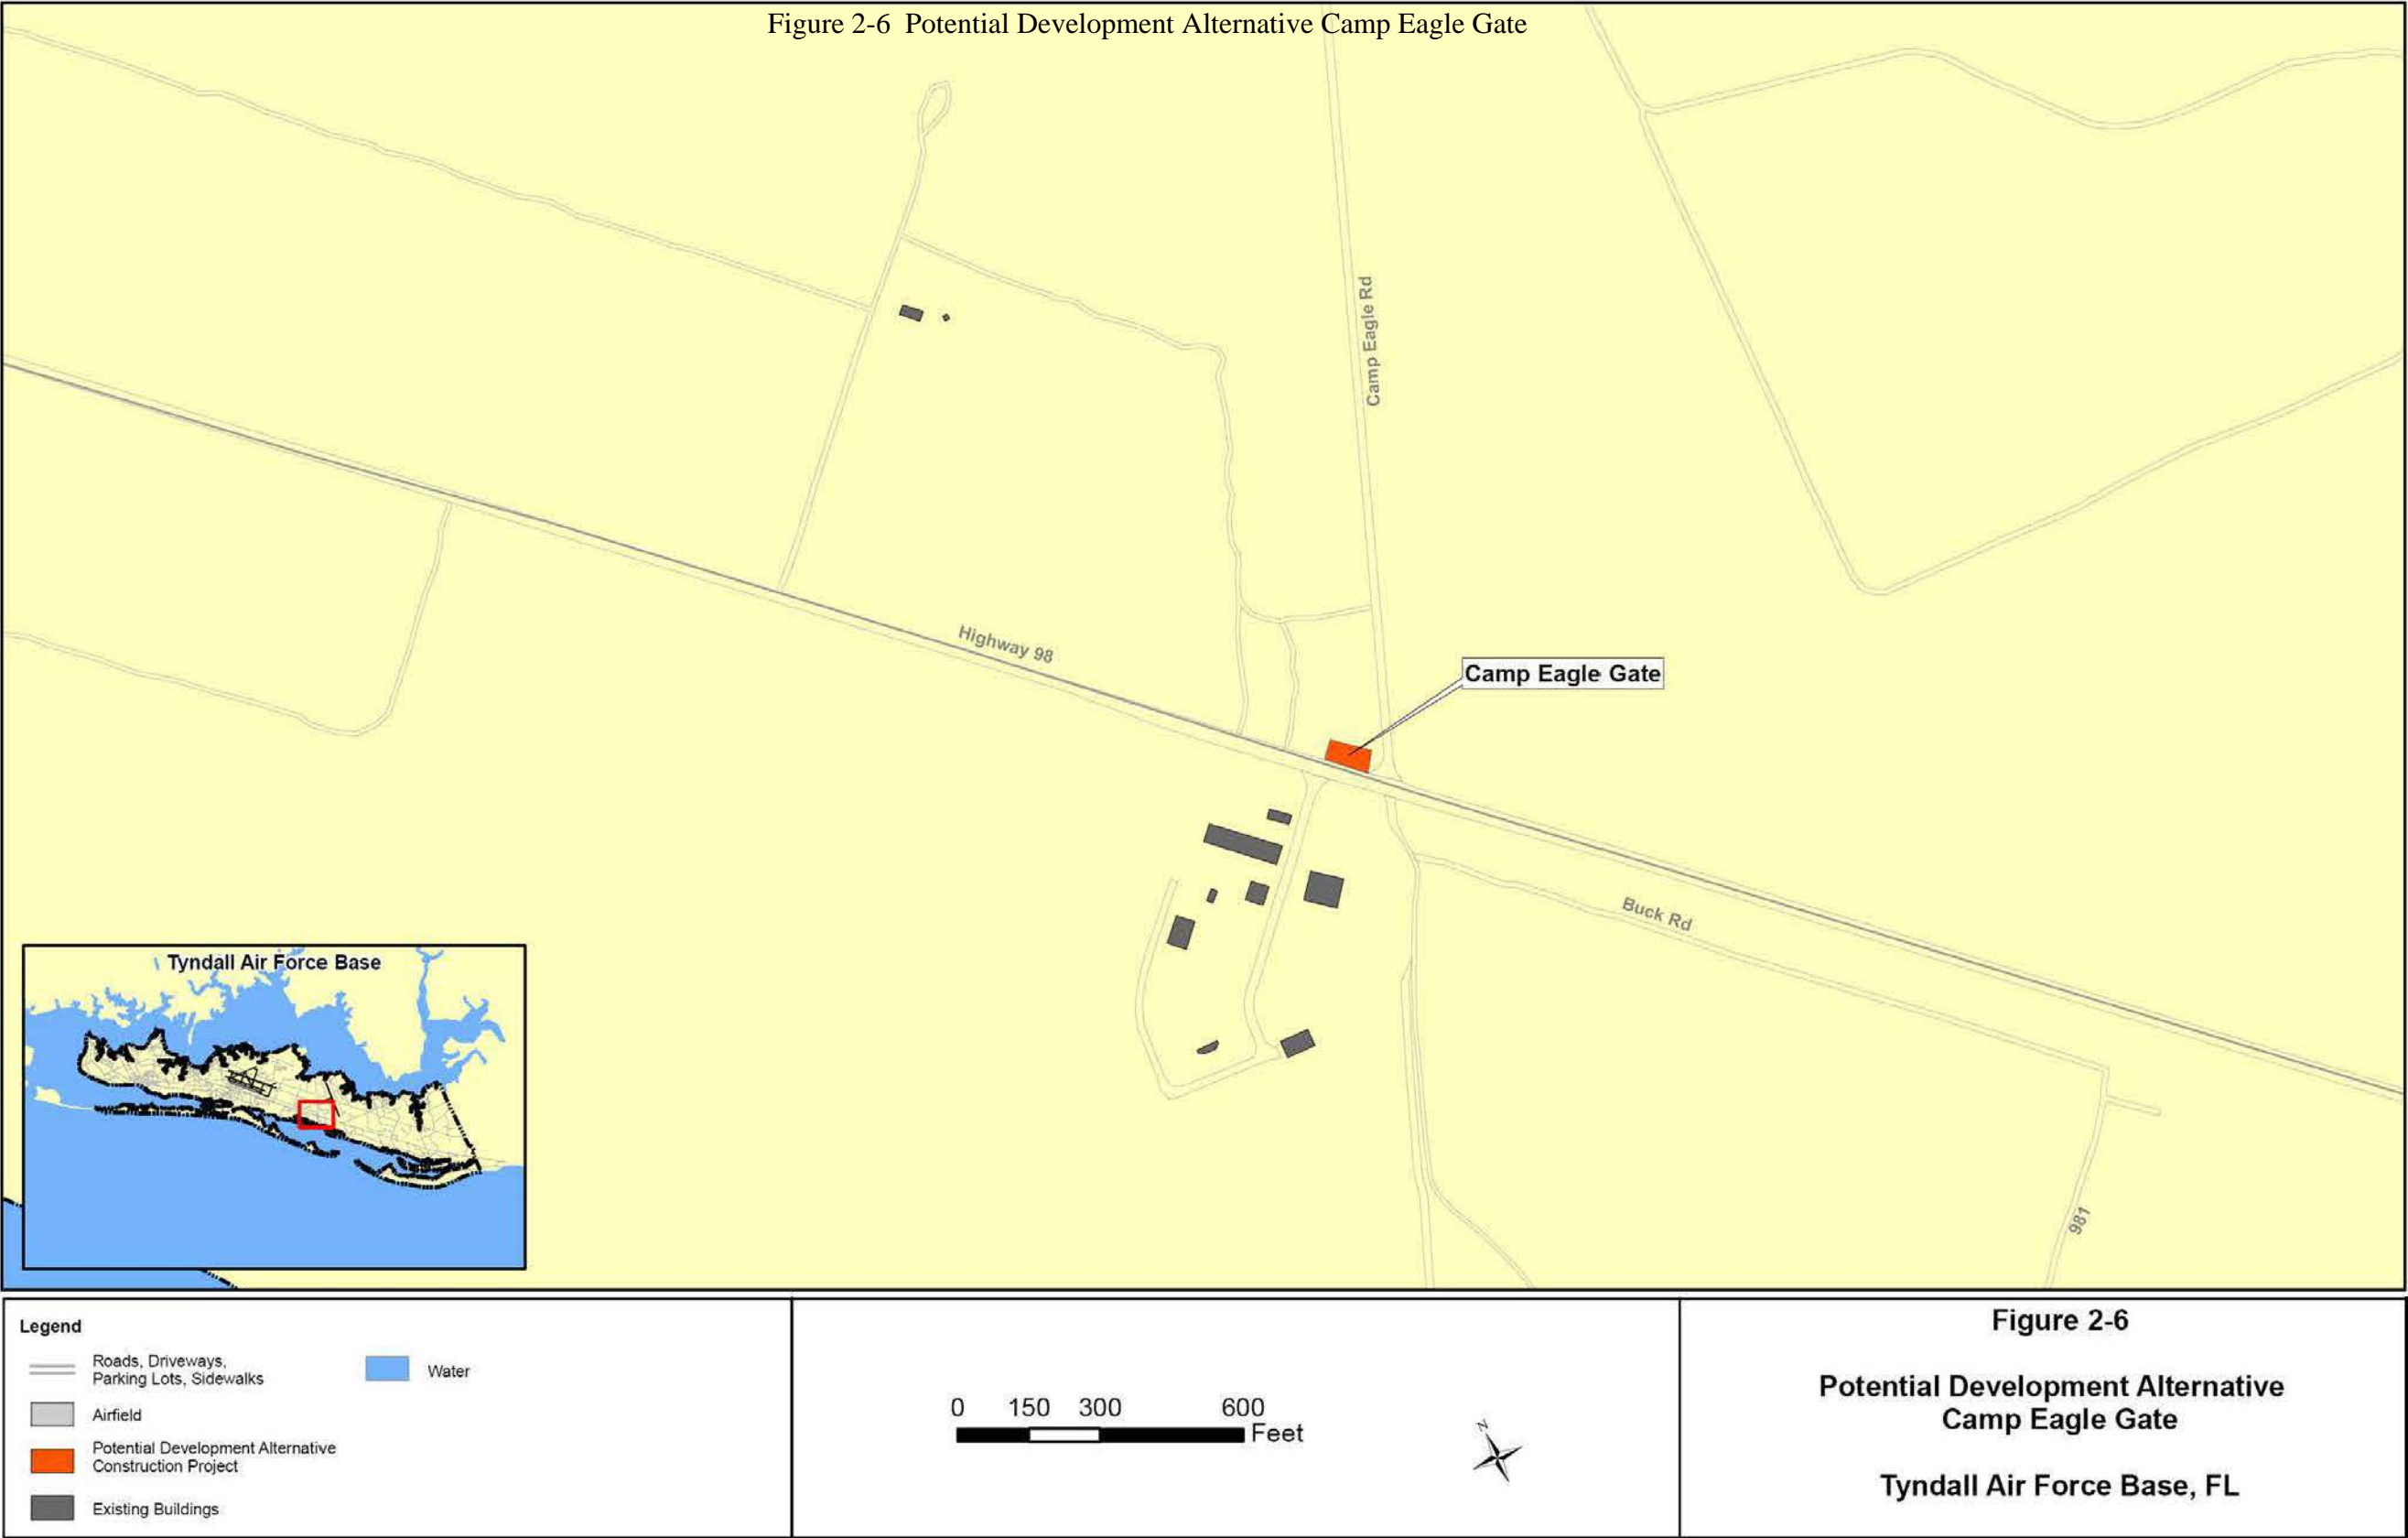 Figure 2-6 Potential Development Alternative Camp Eagle Gate
Camp Eagle Rd
Highway 98
Camp Eagle Gate
Buck Rd
981
Tyndall Air Force Base
Legend
Roads, Driveways,
Parking Lots, Sidewalks
Water
Airfield
Potential Development Alternative
Construction Project
Existing Buildings
0 150 300 600
Feet
N
Figure 2-6
Potential Development Alternative
Camp Eagle Gate
Tyndall Air Force Base, FL